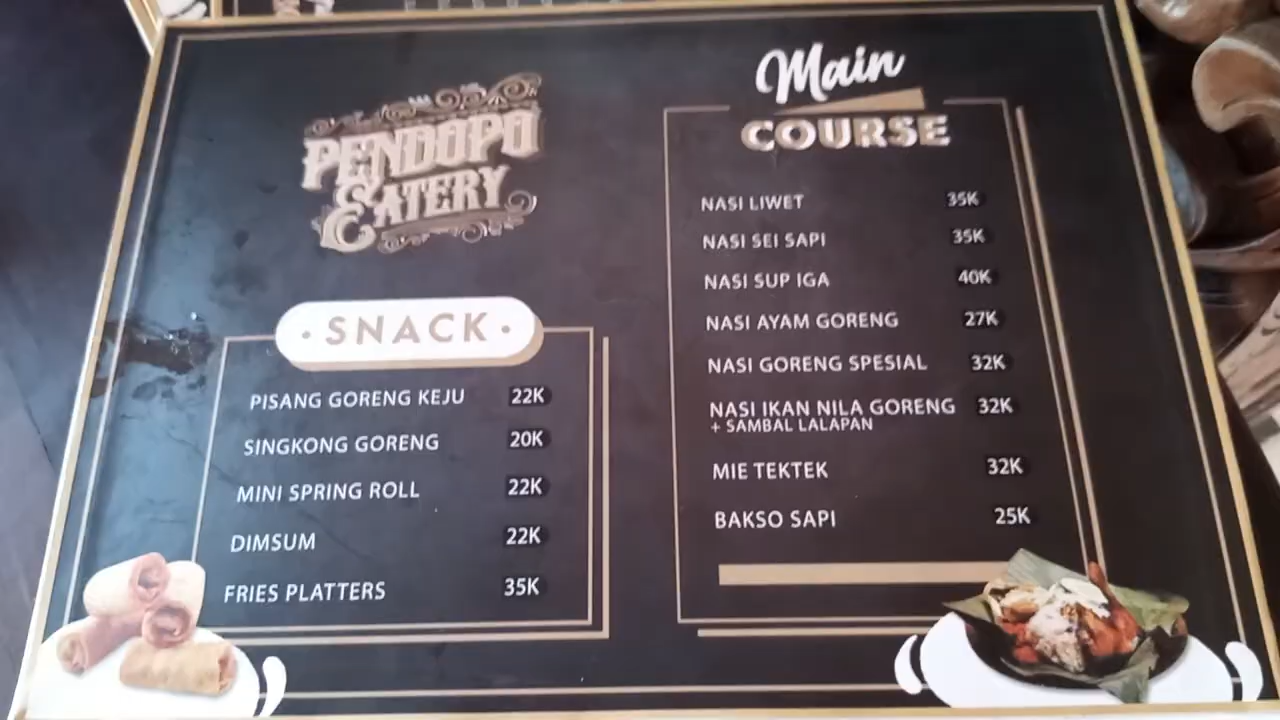 PENDOPO
EATERY
· SNACK ·
PISANG GORENG KEJU 22K
SINGKONG GORENG 20K
MINI SPRING ROLL 22K
DIMSUM 22K
FRIES PLATTERS 35K
Main
COURSE
NASI LIWET 35K
NASI SEI SAPI 35K
NASI SUP IGA 40K
NASI AYAM GORENG 27K
NASI GORENG SPESIAL 32K
NASI IKAN NILA GORENG 32K
+ SAMBAL LALAPAN
MIE TEKTEK 32K
BAKSO SAPI 25K